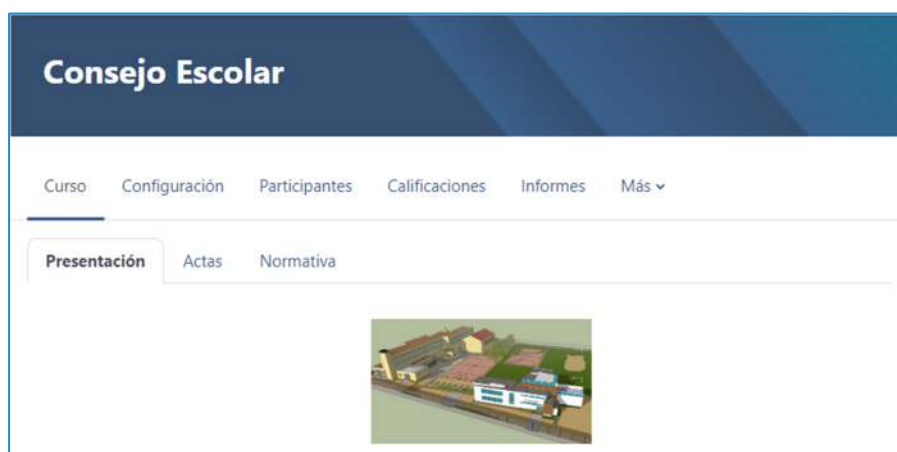 Consejo Escolar
Curso Configuración Participantes Calificaciones Informes Más
Presentación Actas Normativa